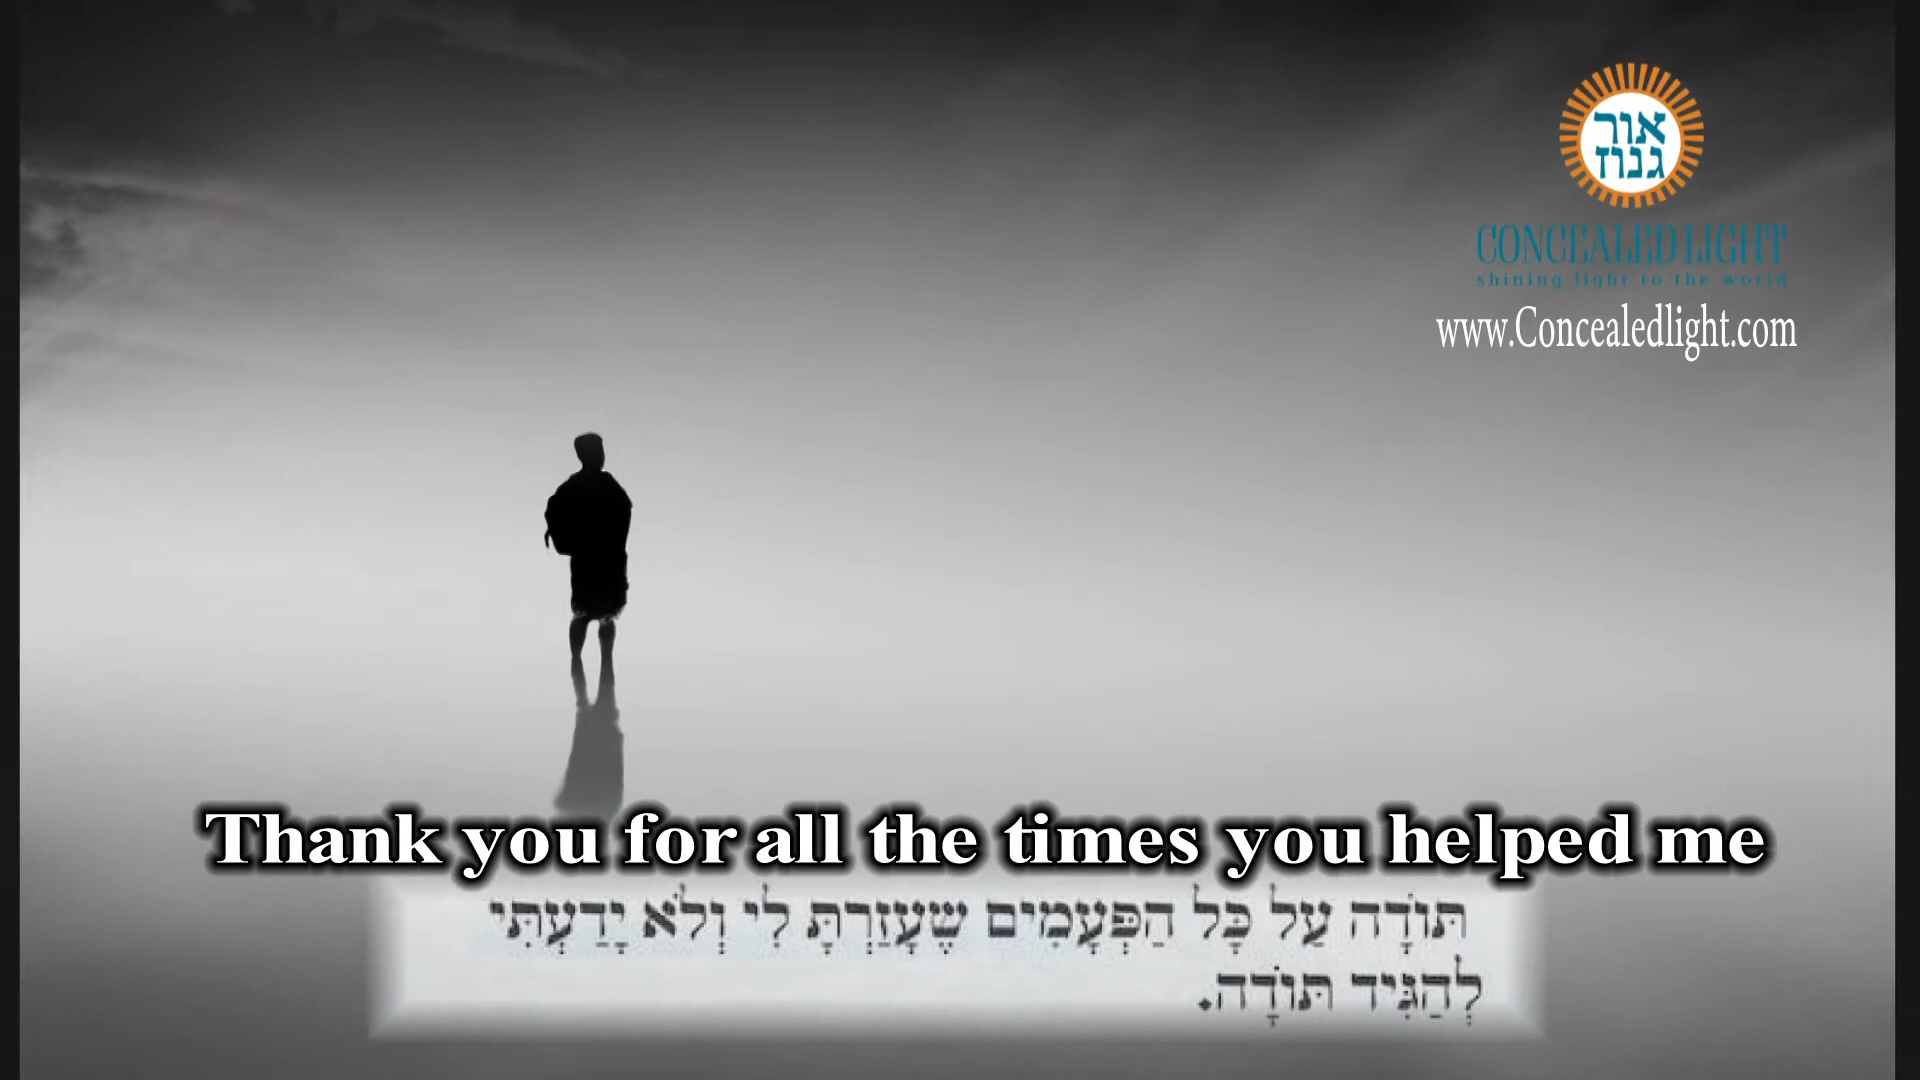 אור
גנוז
CONCEALED LIGHT
shining light to the world
www.Concealedlight.com
Thank you for all the times you helped me
תּוֹדָה עַל כָּל הַפְּעָמִים שֶׁעָזַרְתָּ לִי וְלֹא יָדַעְתִּי
לְהַגִּיד תּוֹדָה.